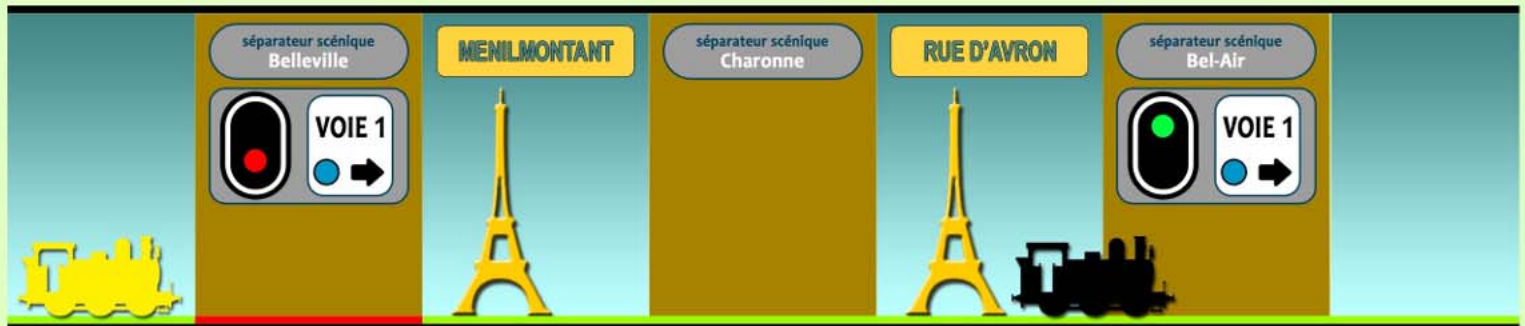 séparateur scénique
Belleville
VOIE 1
MENILMONTANT
séparateur scénique
Charonne
RUE D'AVRON
séparateur scénique
Bel-Air
VOIE 1